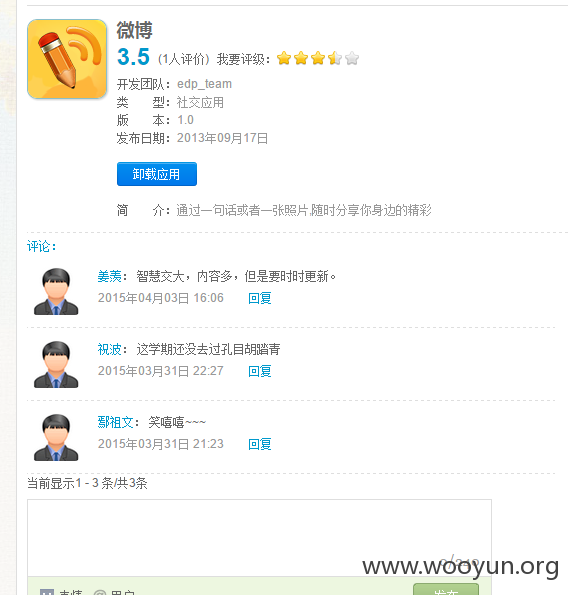 微博
3.5 (1人评价) 我要评级:
开发团队: edp_team
类 型: 社交应用
版 本: 1.0
发布日期: 2013年09月17日
卸载应用
简 介: 通过一句话或者一张照片,随时分享你身边的精彩
评论:
姜羡: 智慧交大，内容多，但是要时时更新。
2015年04月03日 16:06 回复
祝波: 这学期还没去过孔目胡踏青
2015年03月31日 22:27 回复
鄢祖文: 笑嘻嘻~~~
2015年03月31日 21:23 回复
当前显示1 - 3 条/共3条
www.wooyun.org